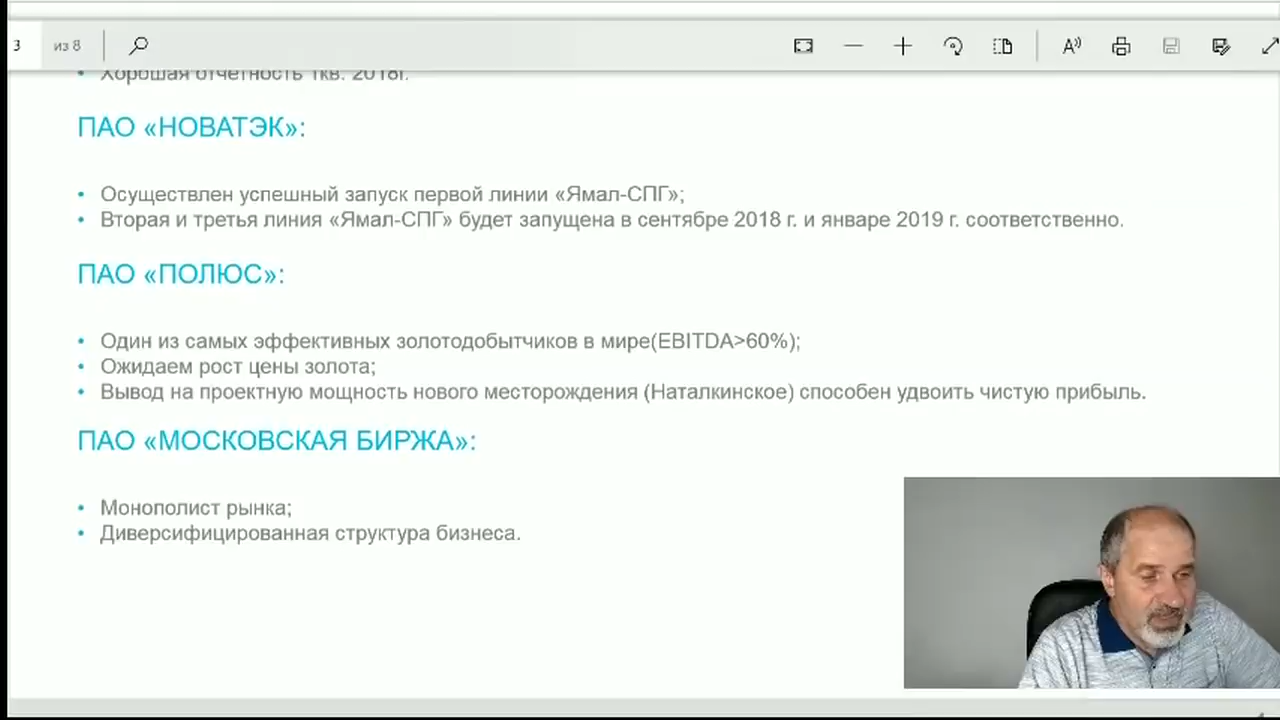 3 из 8
Хорошая отчетность 1кв. 2018г.
ПАО «НОВАТЭК»:
• Осуществлен успешный запуск первой линии «Ямал-СПГ»;
• Вторая и третья линия «Ямал-СПГ» будет запущена в сентябре 2018 г. и январе 2019 г. соответственно.
ПАО «ПОЛЮС»:
• Один из самых эффективных золотодобытчиков в мире(EBITDA>60%);
• Ожидаем рост цены золота;
• Вывод на проектную мощность нового месторождения (Наталкинское) способен удвоить чистую прибыль.
ПАО «МОСКОВСКАЯ БИРЖА»:
• Монополист рынка;
• Диверсифицированная структура бизнеса.